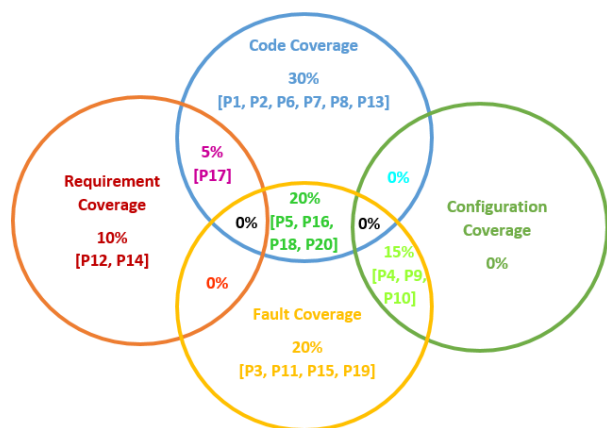 Code Coverage
30%
[P1, P2, P6, P7, P8, P13]
5%
[P17]
0%
Requirement
Coverage
10%
[P12, P14]
20%
[P5, P16,
P18, P20]
0%
0%
Configuration
Coverage
0%
15%
[P4, P9,
P10]
0%
Fault Coverage
20%
[P3, P11, P15, P19]